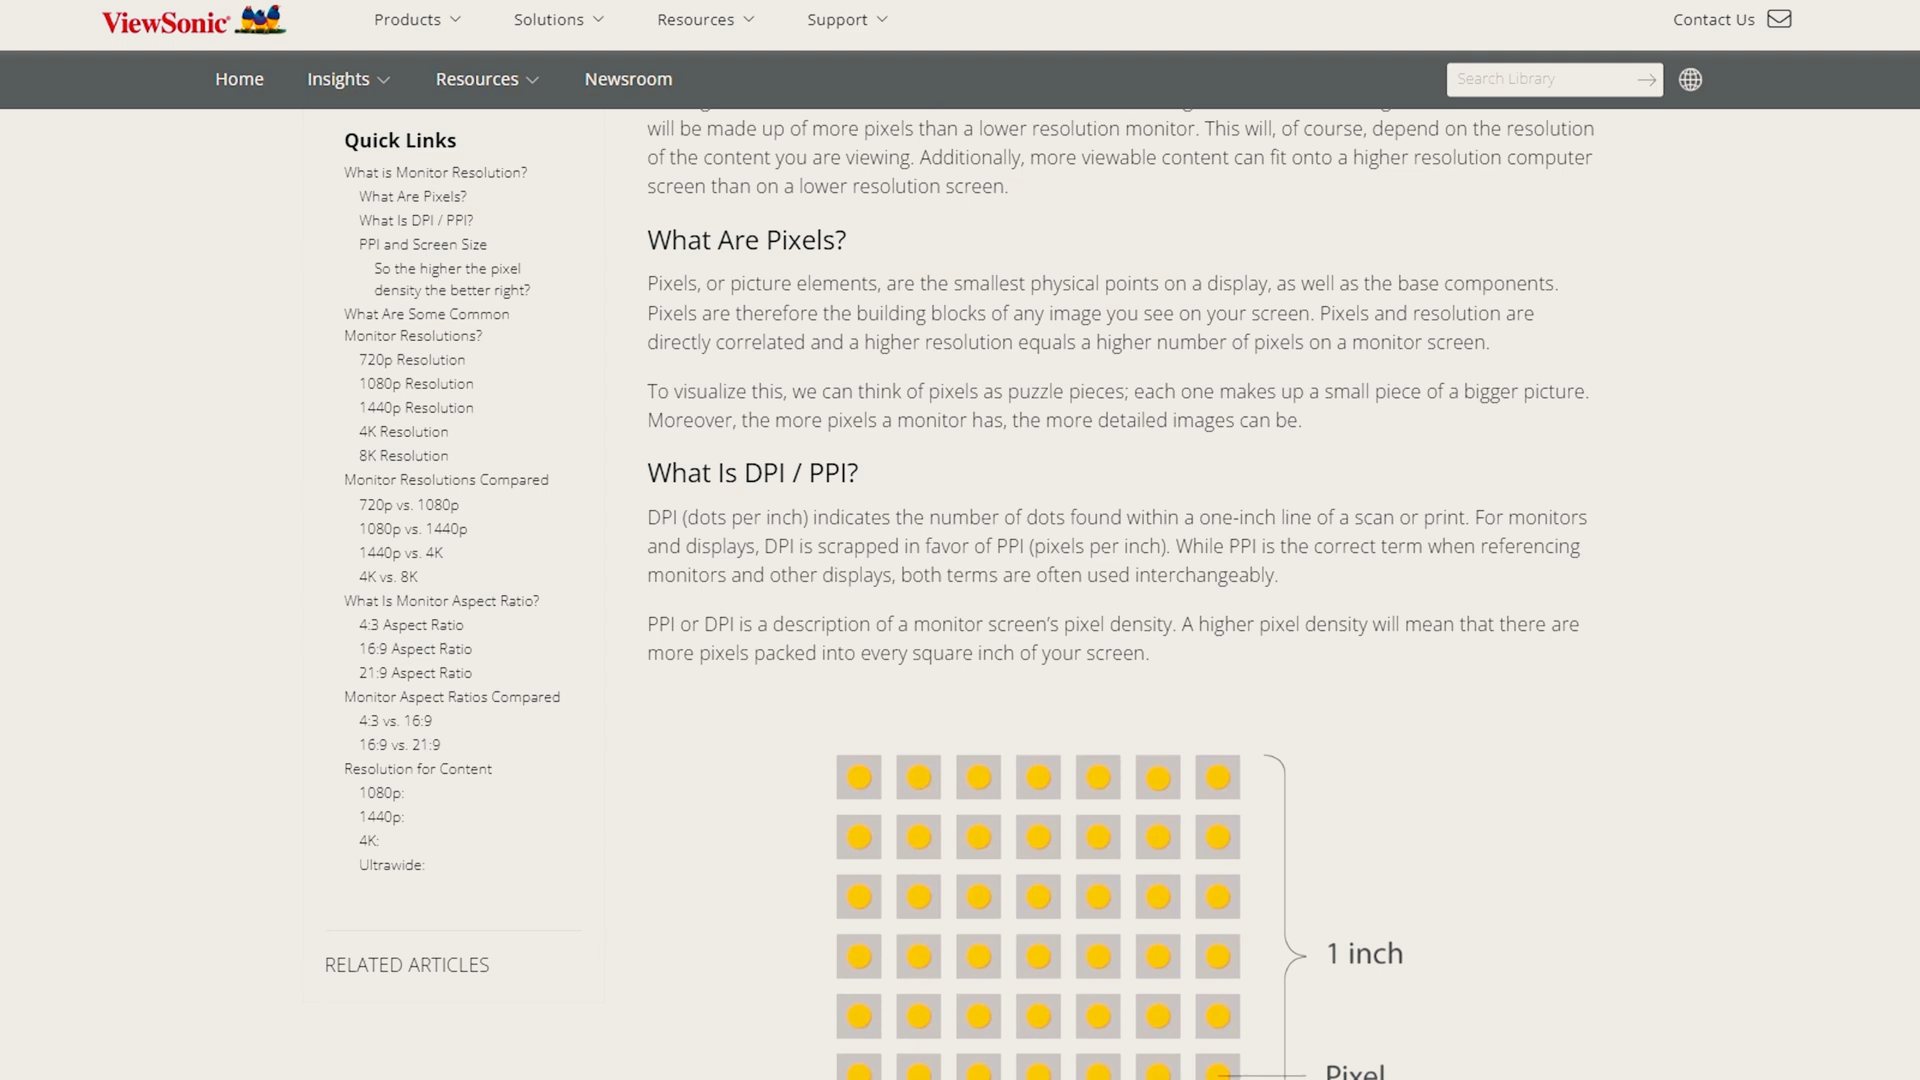 ViewSonic
Products
Solutions
Resources
Support
Contact Us
Home
Insights
Resources
Newsroom
Search Library
Quick Links
What is Monitor Resolution?
What Are Pixels?
What Is DPI / PPI?
PPI and Screen Size
So the higher the pixel
density the better right?
What Are Some Common
Monitor Resolutions?
720p Resolution
1080p Resolution
1440p Resolution
4K Resolution
8K Resolution
Monitor Resolutions Compared
720p vs. 1080p
1080p vs. 1440p
1440p vs. 4K
4K vs. 8K
What Is Monitor Aspect Ratio?
4:3 Aspect Ratio
16:9 Aspect Ratio
21:9 Aspect Ratio
Monitor Aspect Ratios Compared
4:3 vs. 16:9
16:9 vs. 21:9
Resolution for Content
1080p:
1440p:
4K:
Ultrawide:
RELATED ARTICLES
will be made up of more pixels than a lower resolution monitor. This will, of course, depend on the resolution
of the content you are viewing. Additionally, more viewable content can fit onto a higher resolution computer
screen than on a lower resolution screen.
What Are Pixels?
Pixels, or picture elements, are the smallest physical points on a display, as well as the base components.
Pixels are therefore the building blocks of any image you see on your screen. Pixels and resolution are
directly correlated and a higher resolution equals a higher number of pixels on a monitor screen.
To visualize this, we can think of pixels as puzzle pieces; each one makes up a small piece of a bigger picture.
Moreover, the more pixels a monitor has, the more detailed images can be.
What Is DPI / PPI?
DPI (dots per inch) indicates the number of dots found within a one-inch line of a scan or print. For monitors
and displays, DPI is scrapped in favor of PPI (pixels per inch). While PPI is the correct term when referencing
monitors and other displays, both terms are often used interchangeably.
PPI or DPI is a description of a monitor screen's pixel density. A higher pixel density will mean that there are
more pixels packed into every square inch of your screen.
1 inch
Pixel